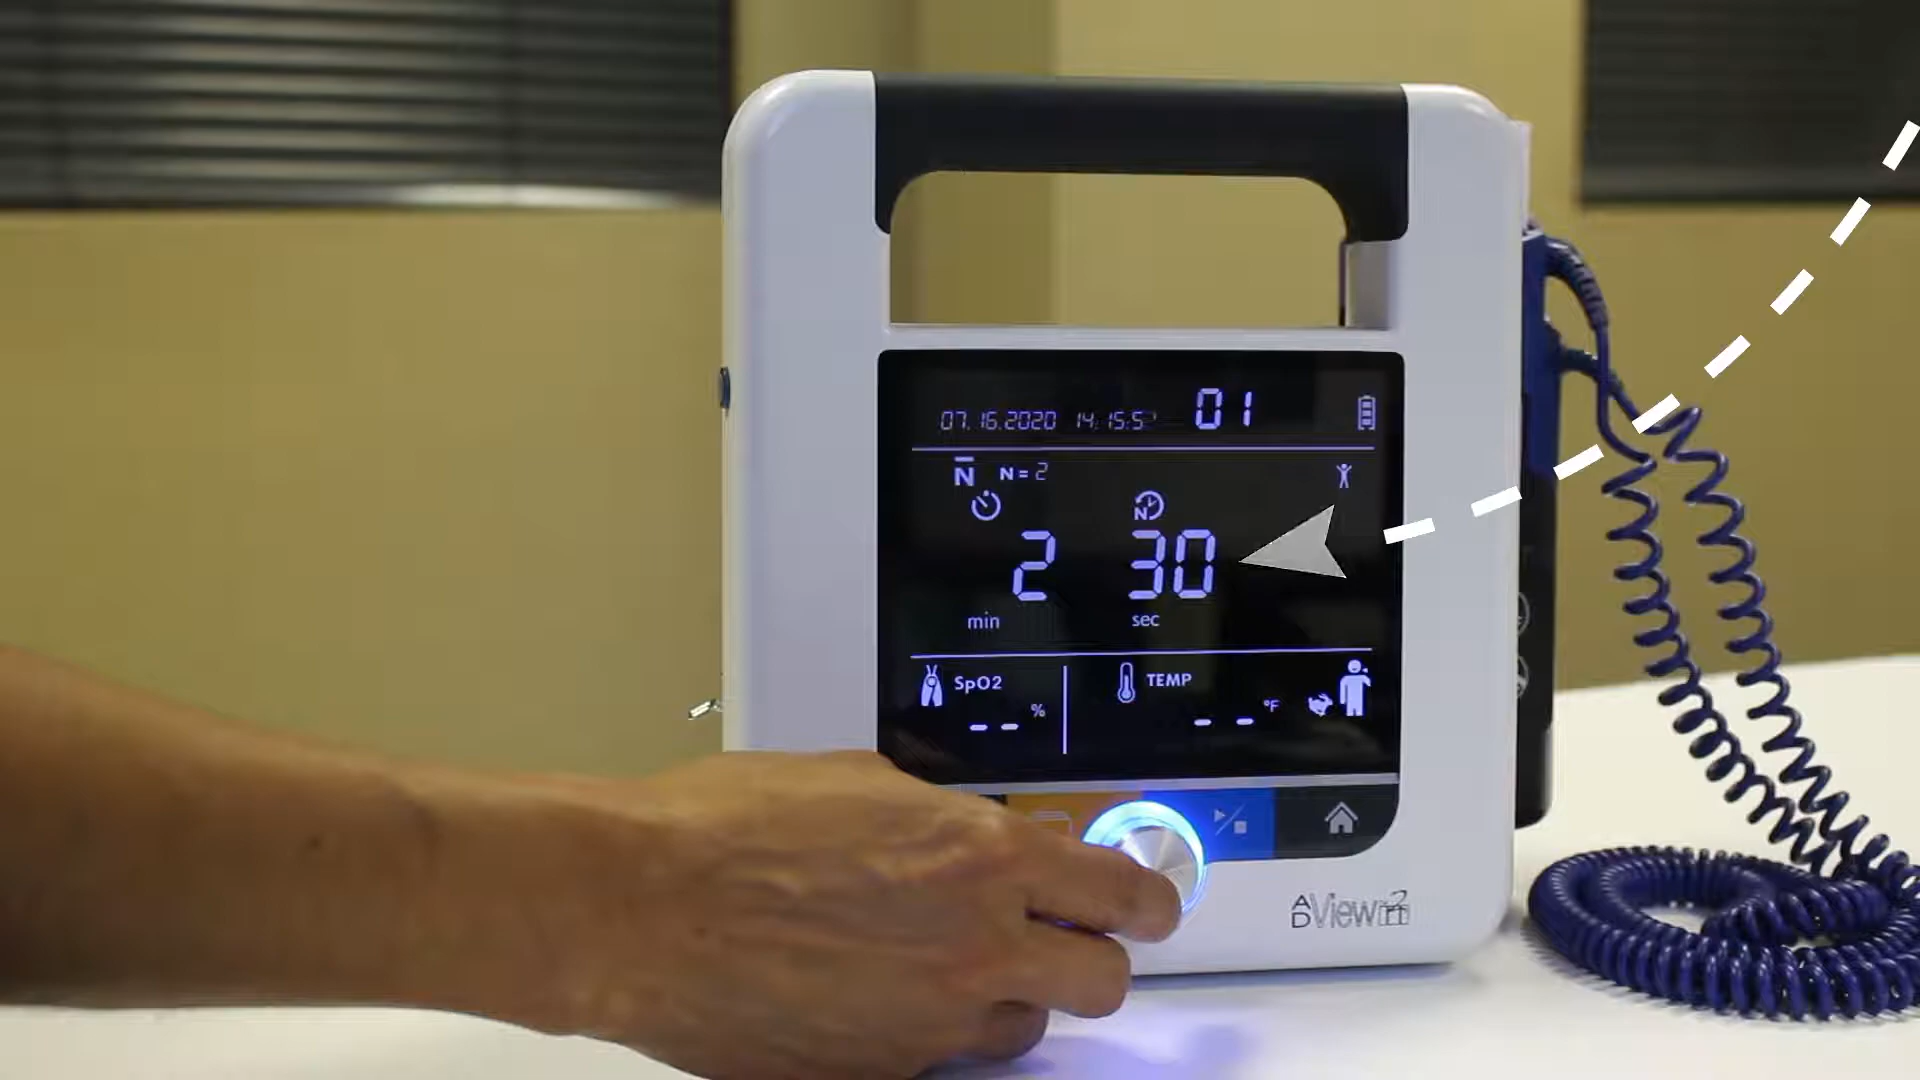 07.16.2020 14:15:5 01
N N = 2
N
2 30
min sec
SpO2 TEMP
-- % -- °F
ADView 2